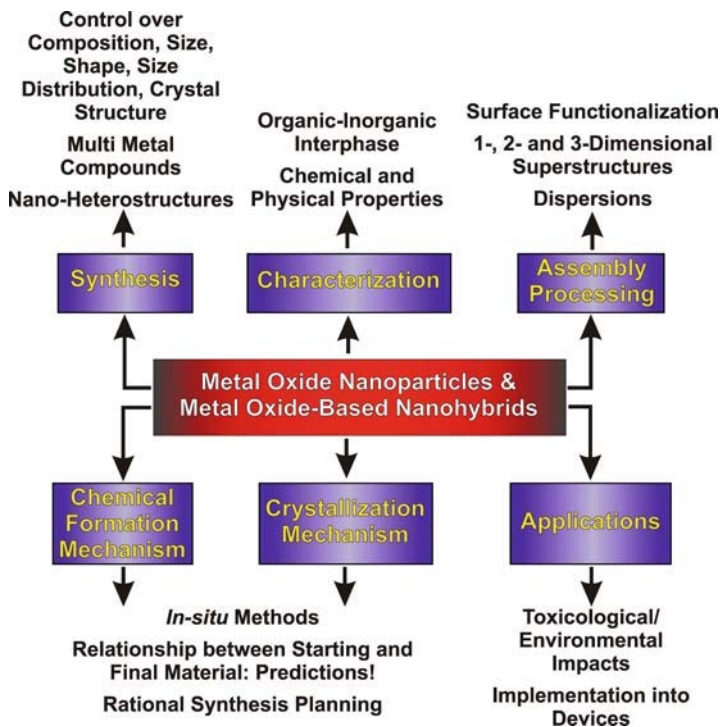 Control over
Composition, Size,
Shape, Size
Distribution, Crystal
Structure
Multi Metal
Compounds
Nano-Heterostructures
Organic-Inorganic
Interphase
Chemical and
Physical Properties
Surface Functionalization
1-, 2- and 3-Dimensional
Superstructures
Dispersions
Synthesis
Characterization
Assembly
Processing
Metal Oxide Nanoparticles &
Metal Oxide-Based Nanohybrids
Chemical
Formation
Mechanism
Crystallization
Mechanism
Applications
In-situ Methods
Relationship between Starting and
Final Material: Predictions!
Rational Synthesis Planning
Toxicological/
Environmental
Impacts
Implementation into
Devices